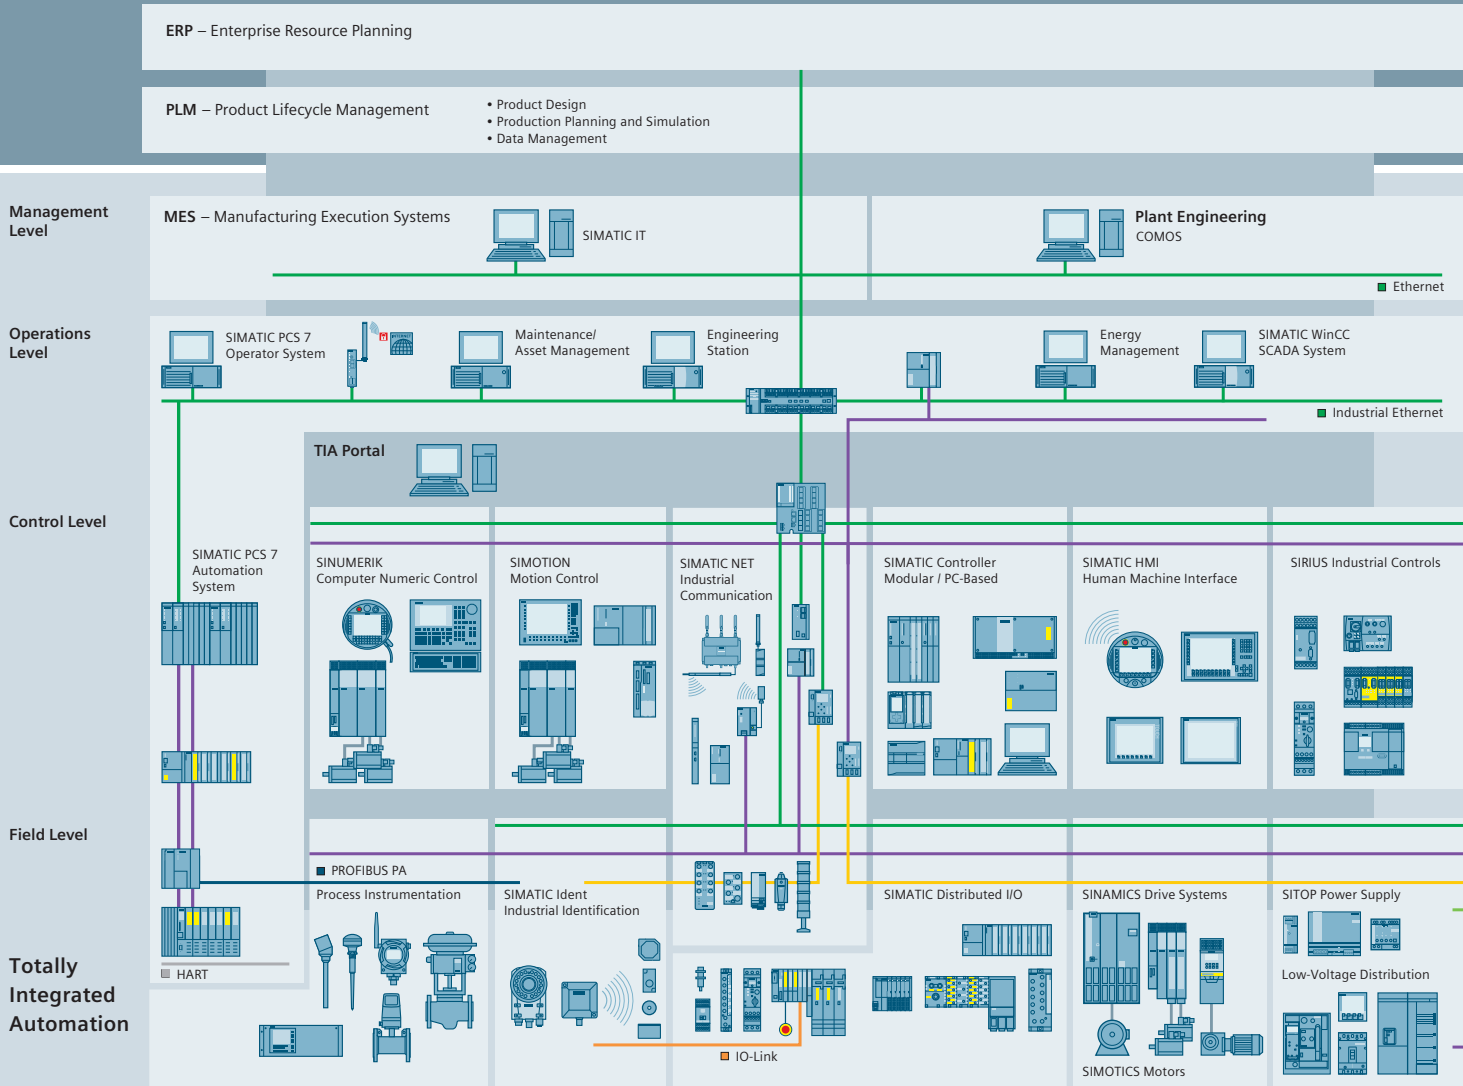 ERP – Enterprise Resource Planning
PLM – Product Lifecycle Management
• Product Design
• Production Planning and Simulation
• Data Management
Management
Level
MES – Manufacturing Execution Systems
SIMATIC IT
Plant Engineering
COMOS
Ethernet
Operations
Level
SIMATIC PCS 7
Operator System
Maintenance/
Asset Management
Engineering
Station
Energy
Management
SIMATIC WinCC
SCADA System
Industrial Ethernet
TIA Portal
Control Level
SIMATIC PCS 7
Automation
System
SINUMERIK
Computer Numeric Control
SIMOTION
Motion Control
SIMATIC NET
Industrial
Communication
SIMATIC Controller
Modular / PC-Based
SIMATIC HMI
Human Machine Interface
SIRIUS Industrial Controls
Field Level
PROFIBUS PA
Process Instrumentation
SIMATIC Ident
Industrial Identification
SIMATIC Distributed I/O
SINAMICS Drive Systems
SITOP Power Supply
Low-Voltage Distribution
HART
Totally
Integrated
Automation
IO-Link
SIMOTICS Motors